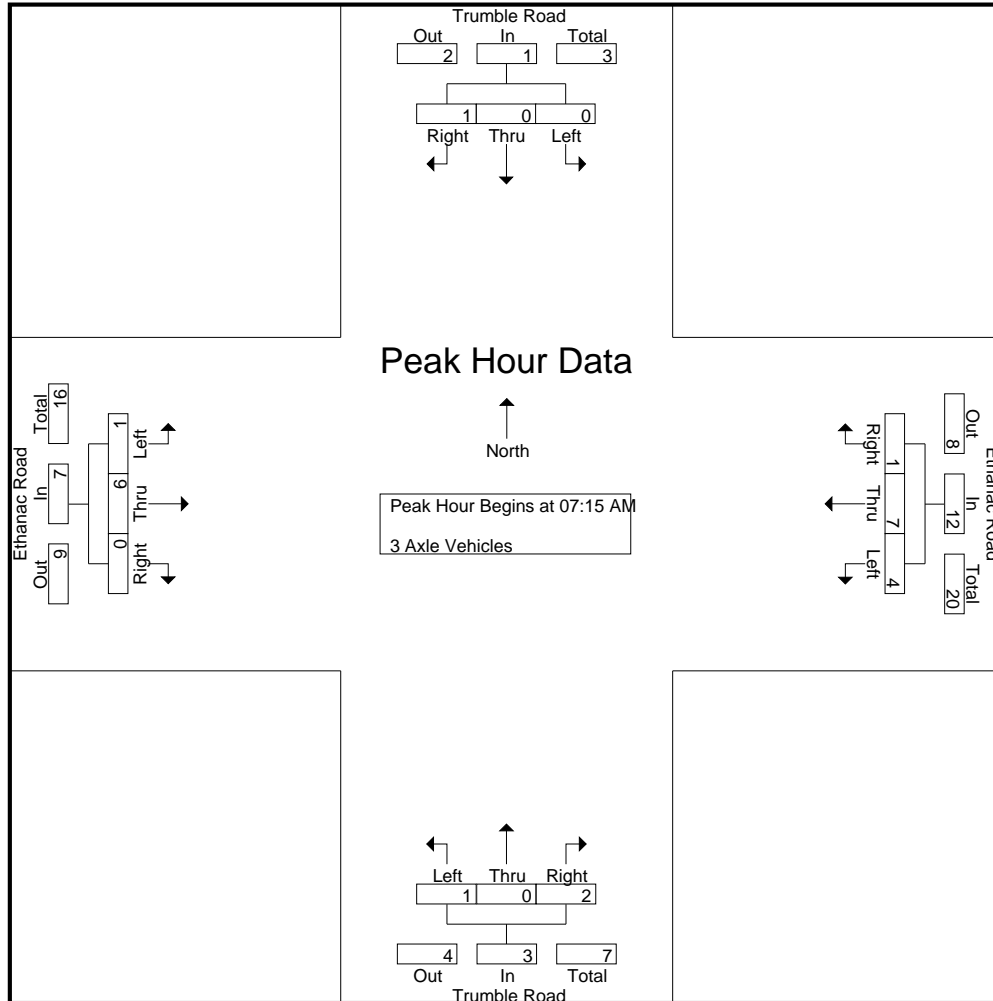 Trumble Road
Out In Total
2 1 3
1 0 0
Right Thru Left
Peak Hour Data
North
Peak Hour Begins at 07:15 AM
3 Axle Vehicles
Ethanac Road
Total In Out
16 7 9
1 6 0
Left Thru Right
Ethanac Road
Out In Total
8 12 20
1 7 4
Right Thru Left
Left Thru Right
1 0 2
4 3 7
Out In Total
Trumble Road